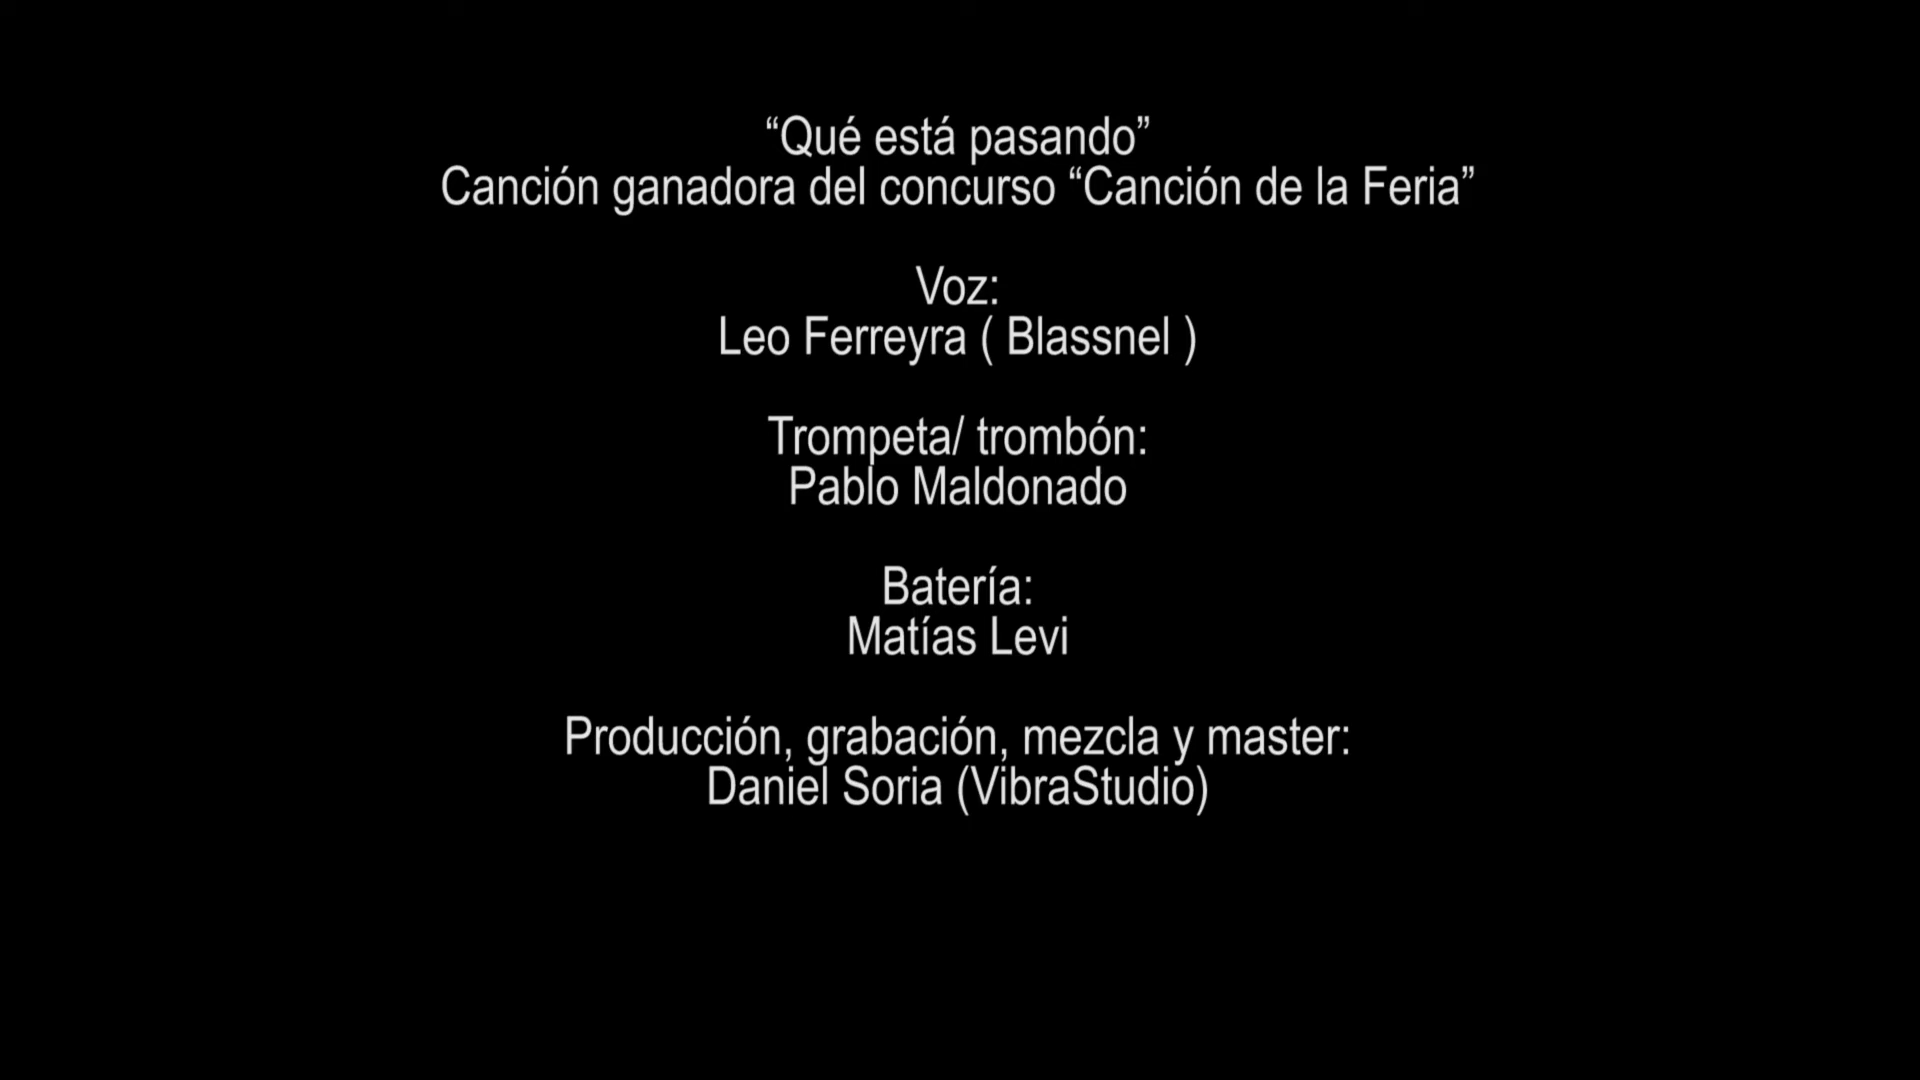 “Qué está pasando”
Canción ganadora del concurso “Canción de la Feria”
Voz:
Leo Ferreyra ( Blassnel )
Trompeta/ trombón:
Pablo Maldonado
Batería:
Matías Levi
Producción, grabación, mezcla y master:
Daniel Soria (VibraStudio)